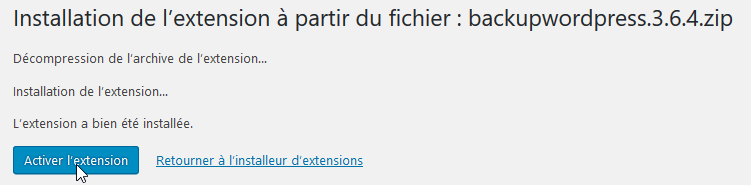 Installation de l’extension à partir du fichier : backupwordpress.3.6.4.zip
Décompression de l’archive de l’extension…
Installation de l’extension…
L’extension a bien été installée.
Activer l’extension Retourner à l’installeur d’extensions